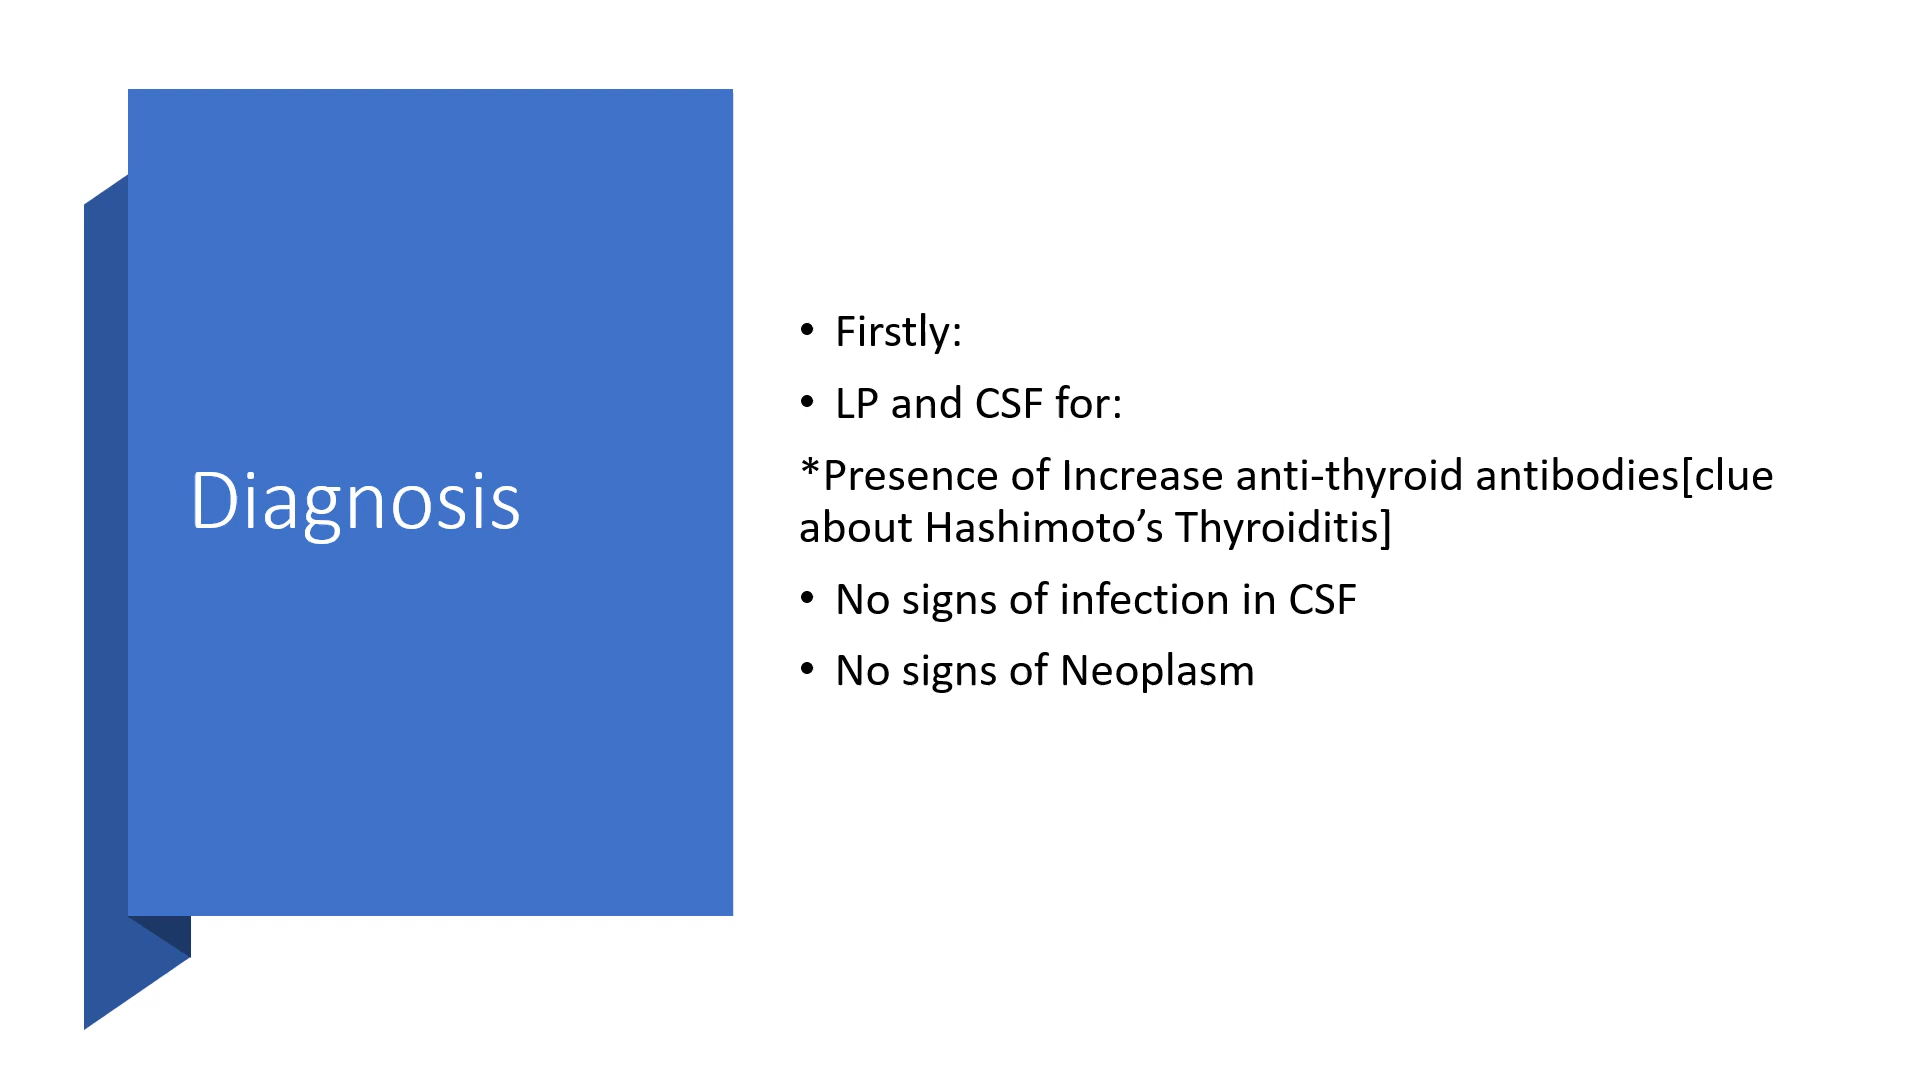 Diagnosis
• Firstly:
• LP and CSF for:
*Presence of Increase anti-thyroid antibodies[clue
about Hashimoto’s Thyroiditis]
• No signs of infection in CSF
• No signs of Neoplasm